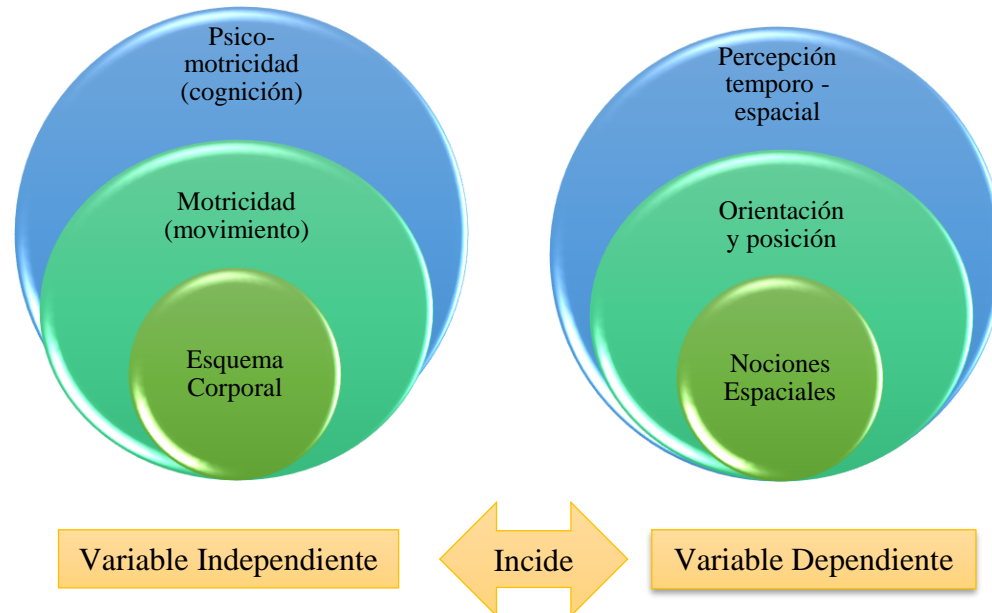 Psico-
motricidad
(cognición)
Motricidad
(movimiento)
Esquema
Corporal
Percepción
temporo -
espacial
Orientación
y posición
Nociones
Espaciales
Variable Independiente
Incide
Variable Dependiente